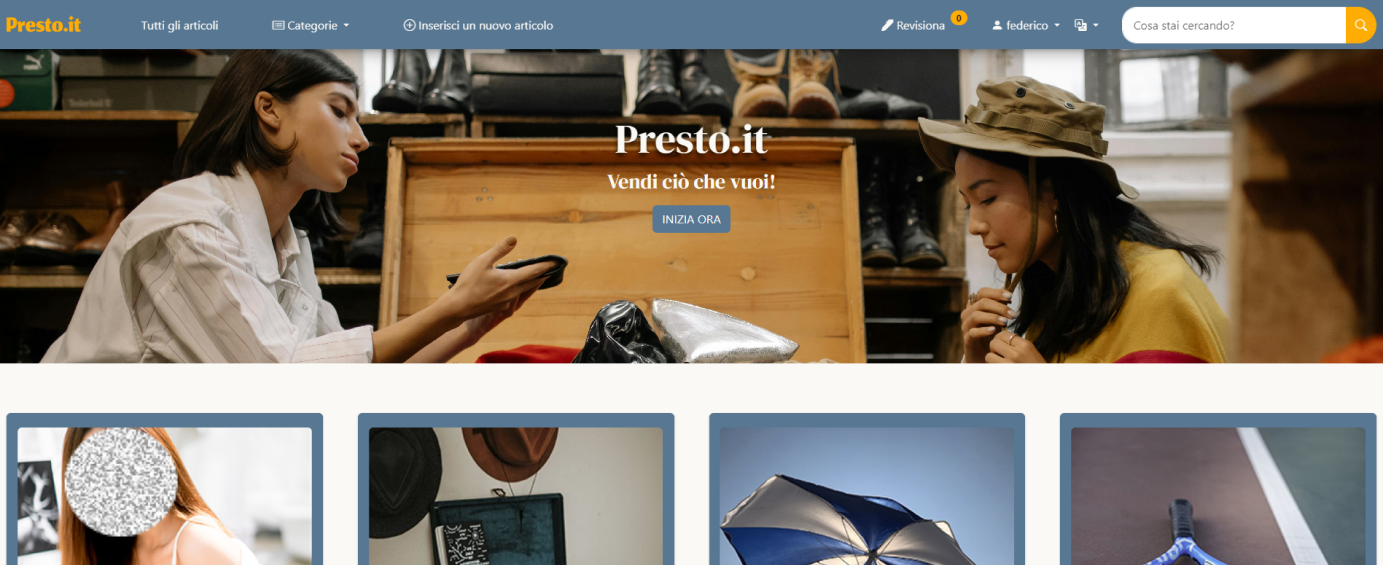 Presto.it
Tutti gli articoli
Categorie
Inserisci un nuovo articolo
Revisiona
0
federico
Cosa stai cercando?
Presto.it
Vendi ciò che vuoi!
INIZIA ORA